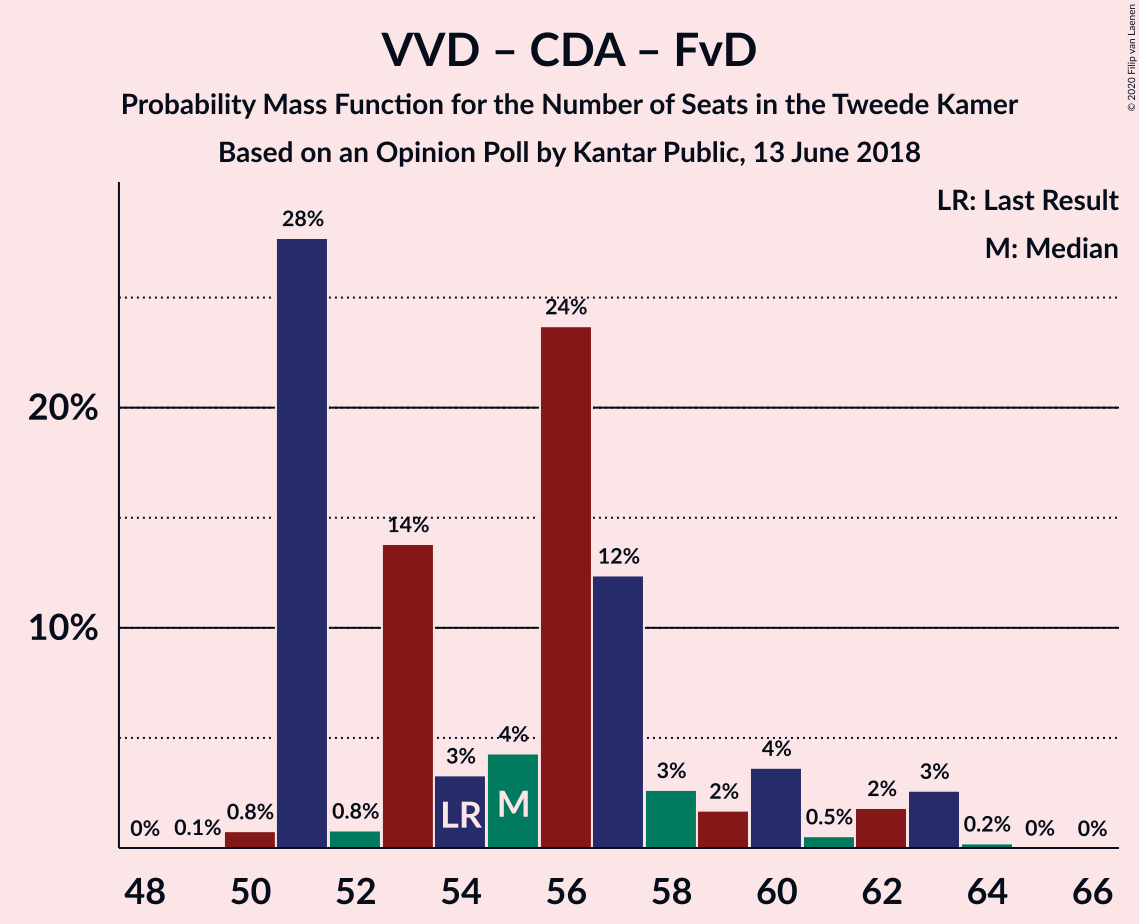 VVD – CDA – FvD
Probability Mass Function for the Number of Seats in the Tweede Kamer
Based on an Opinion Poll by Kantar Public, 13 June 2018
© 2020 Filip van Laenen
LR: Last Result
M: Median
20%
10%
0%
0.1%
0.8%
28%
0.8%
14%
3%
4%
24%
12%
3%
2%
4%
0.5%
2%
3%
0.2%
0%
0%
LR
M
48 50 52 54 56 58 60 62 64 66